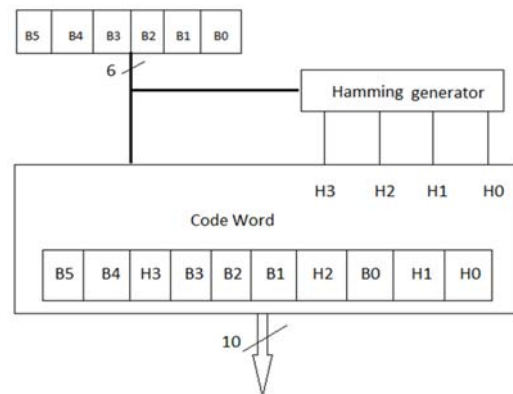 B5 B4 B3 B2 B1 B0
6
Hamming generator
H3 H2 H1 H0
Code Word
B5 B4 H3 B3 B2 B1 H2 B0 H1 H0
10